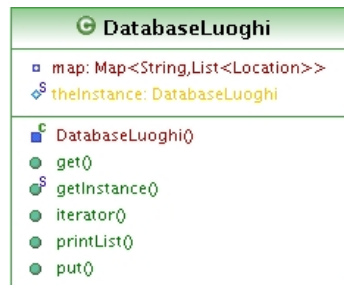 G DatabaseLuoghi
map: Map<String,List<Location>>
S theInstance: DatabaseLuoghi
C DatabaseLuoghi()
get()
S getInstance()
iterator()
printList()
put()